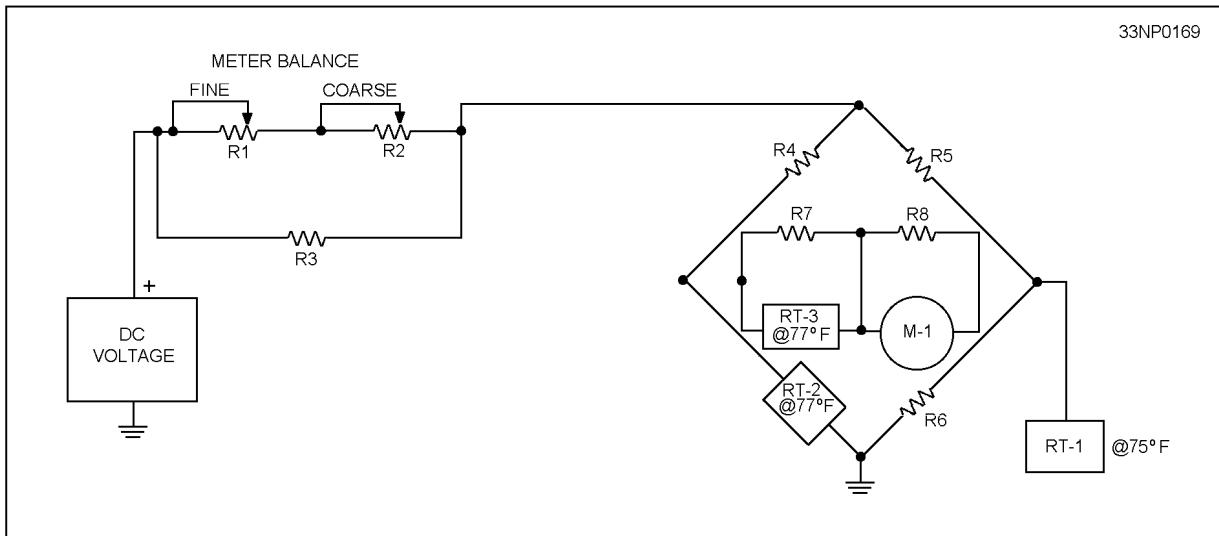 33NP0169
METER BALANCE
FINE
COARSE
R1
R2
R3
+
DC
VOLTAGE
R4
R5
R7
R8
RT-3
@77°F
M-1
RT-2
@77°F
R6
RT-1
@75°F